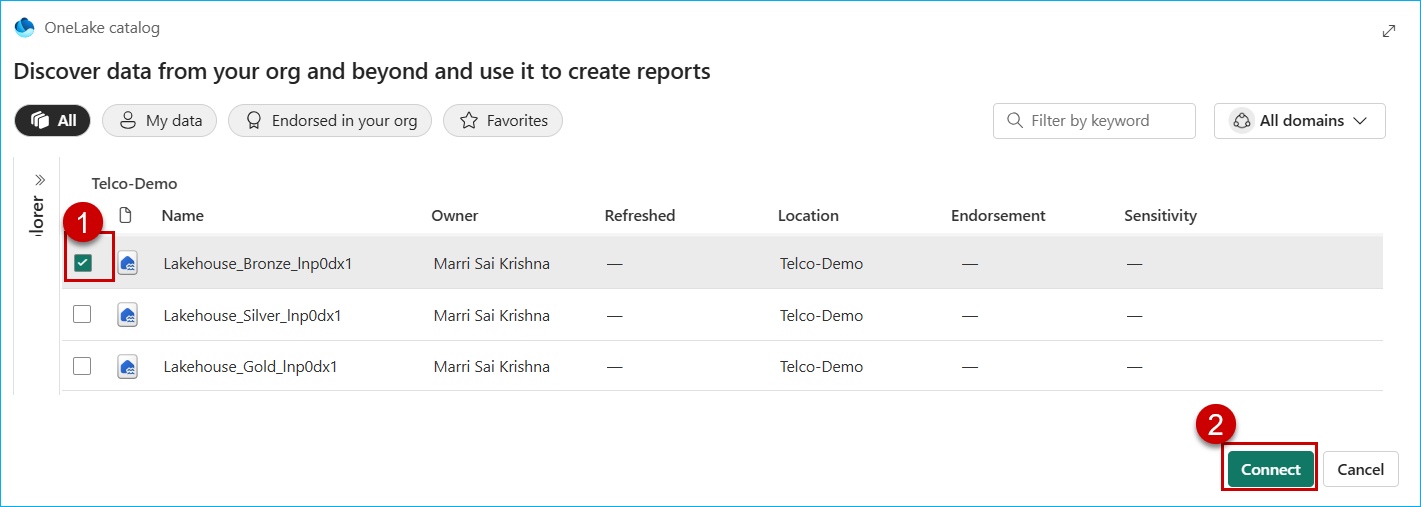 OneLake catalog
Discover data from your org and beyond and use it to create reports
All My data Endorsed in your org Favorites Filter by keyword All domains
Telco-Demo
lorer
1
Name Owner Refreshed Location Endorsement Sensitivity
Lakehouse_Bronze_lnp0dx1 Marri Sai Krishna — Telco-Demo — —
Lakehouse_Silver_lnp0dx1 Marri Sai Krishna — Telco-Demo — —
Lakehouse_Gold_lnp0dx1 Marri Sai Krishna — Telco-Demo — —
2
Connect Cancel